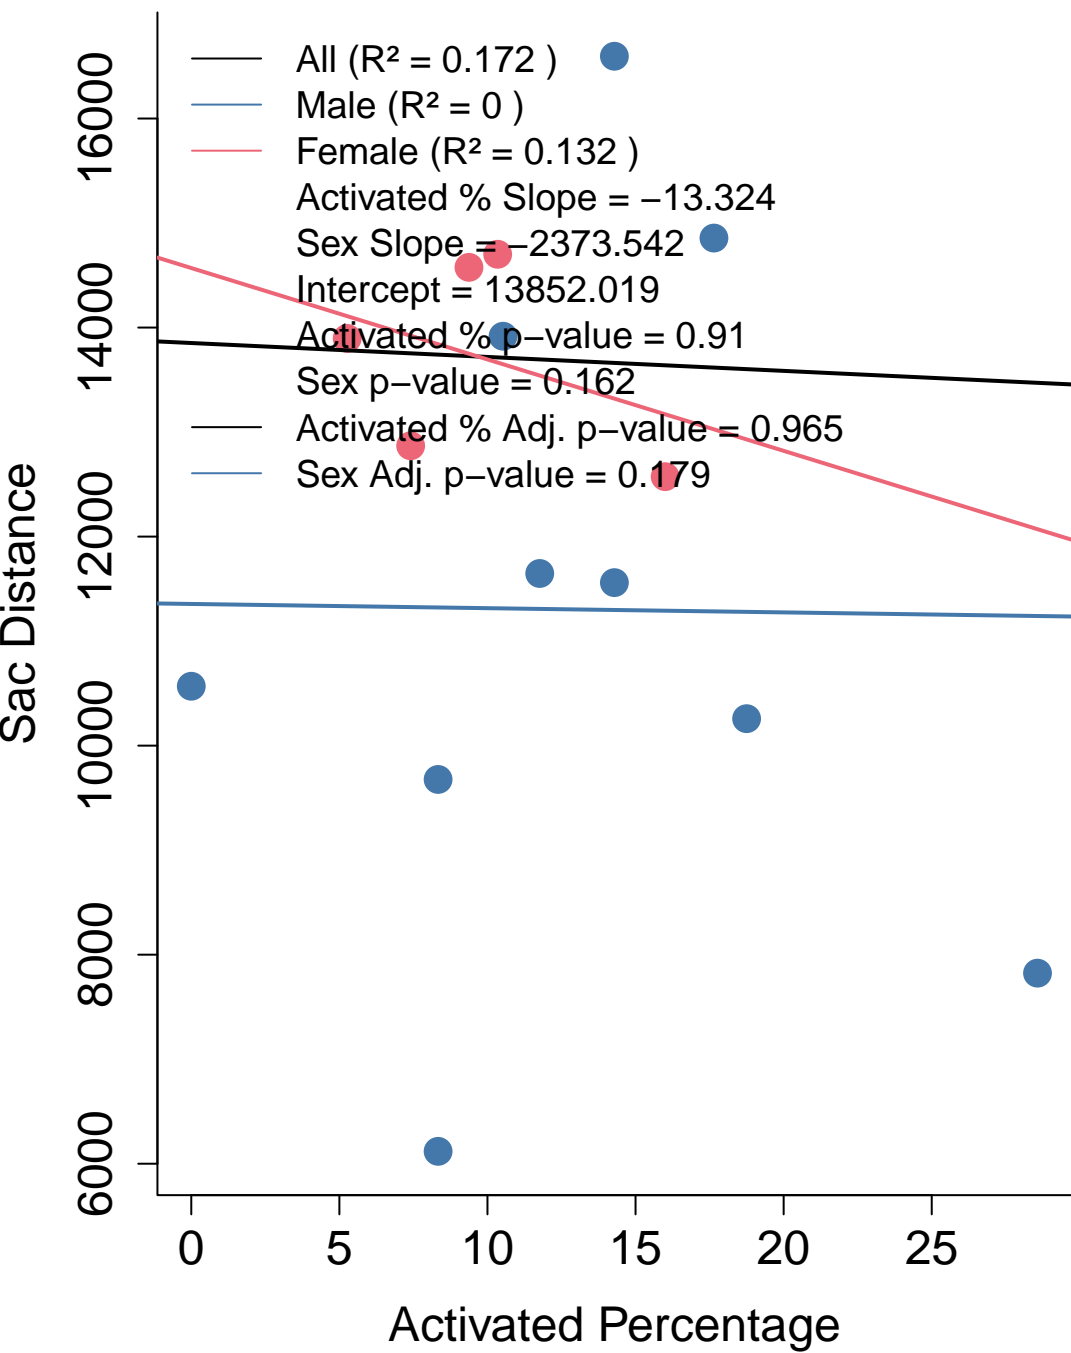 All (R² = 0.172 )
Male (R² = 0 )
Female (R² = 0.132 )
Activated % Slope = −13.324
Sex Slope = −2373.542
Intercept = 13852.019
Activated % p−value = 0.91
Sex p−value = 0.162
Activated % Adj. p−value = 0.965
Sex Adj. p−value = 0.179
Sac Distance
16000
14000
12000
10000
8000
6000
0 5 10 15 20 25
Activated Percentage